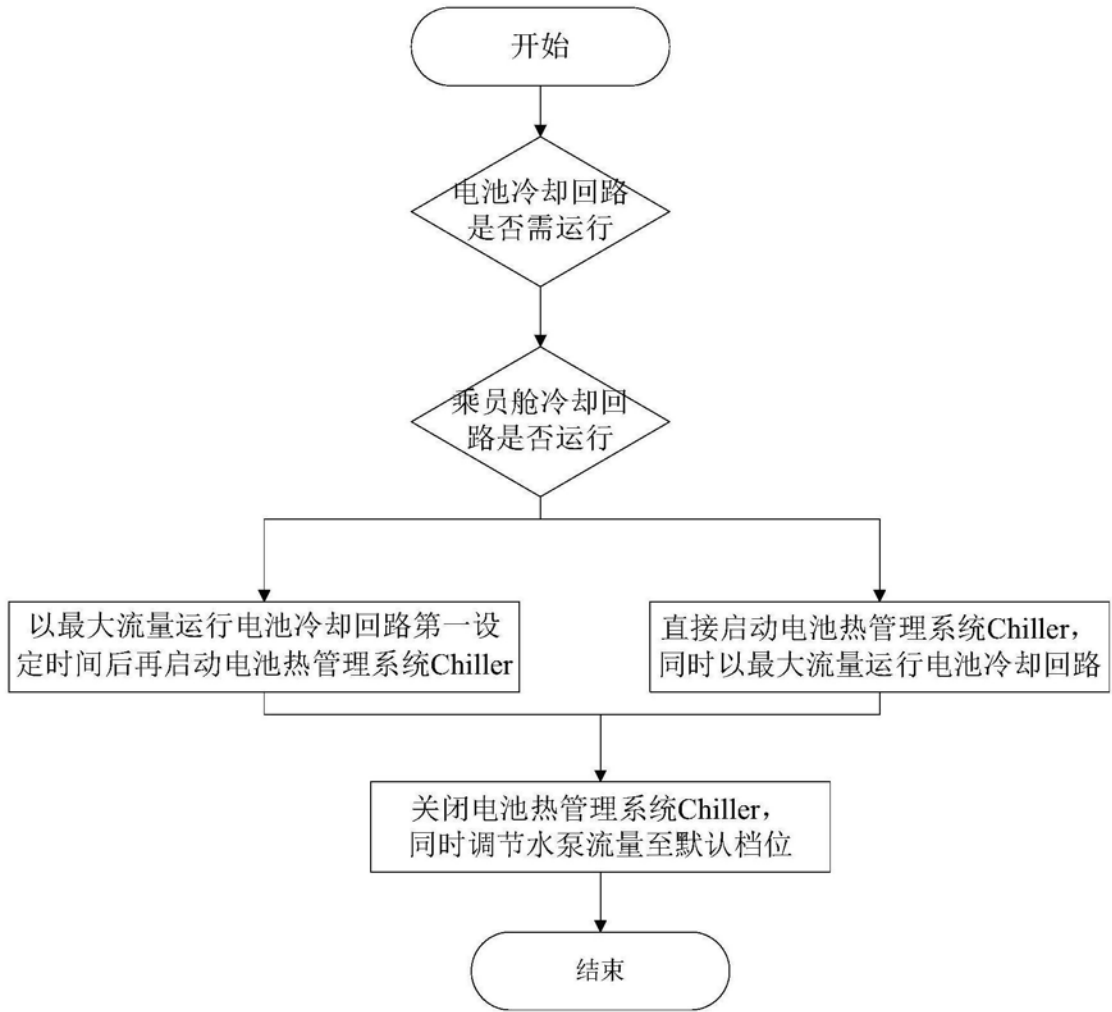 开始
电池冷却回路
是否需运行
乘员舱冷却回
路是否运行
以最大流量运行电池冷却回路第一设
定时间后再启动电池热管理系统Chiller
直接启动电池热管理系统Chiller，
同时以最大流量运行电池冷却回路
关闭电池热管理系统Chiller，
同时调节水泵流量至默认档位
结束